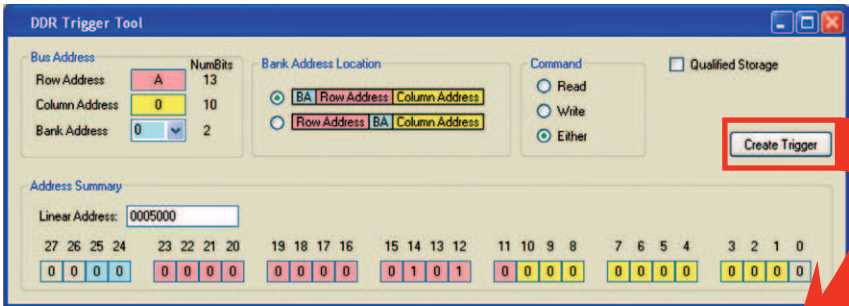 DDR Trigger Tool
Bus Address NumBits
Row Address A 13
Column Address 0 10
Bank Address 0 2
Bank Address Location
BA Row Address Column Address
Row Address BA Column Address
Command
Read
Write
Either
Qualified Storage
Create Trigger
Address Summary
Linear Address: 0005000
27 26 25 24 23 22 21 20 19 18 17 16 15 14 13 12 11 10 9 8 7 6 5 4 3 2 1 0
0 0 0 0 0 0 0 0 0 0 0 0 0 1 0 1 0 0 0 0 0 0 0 0 0 0 0 0